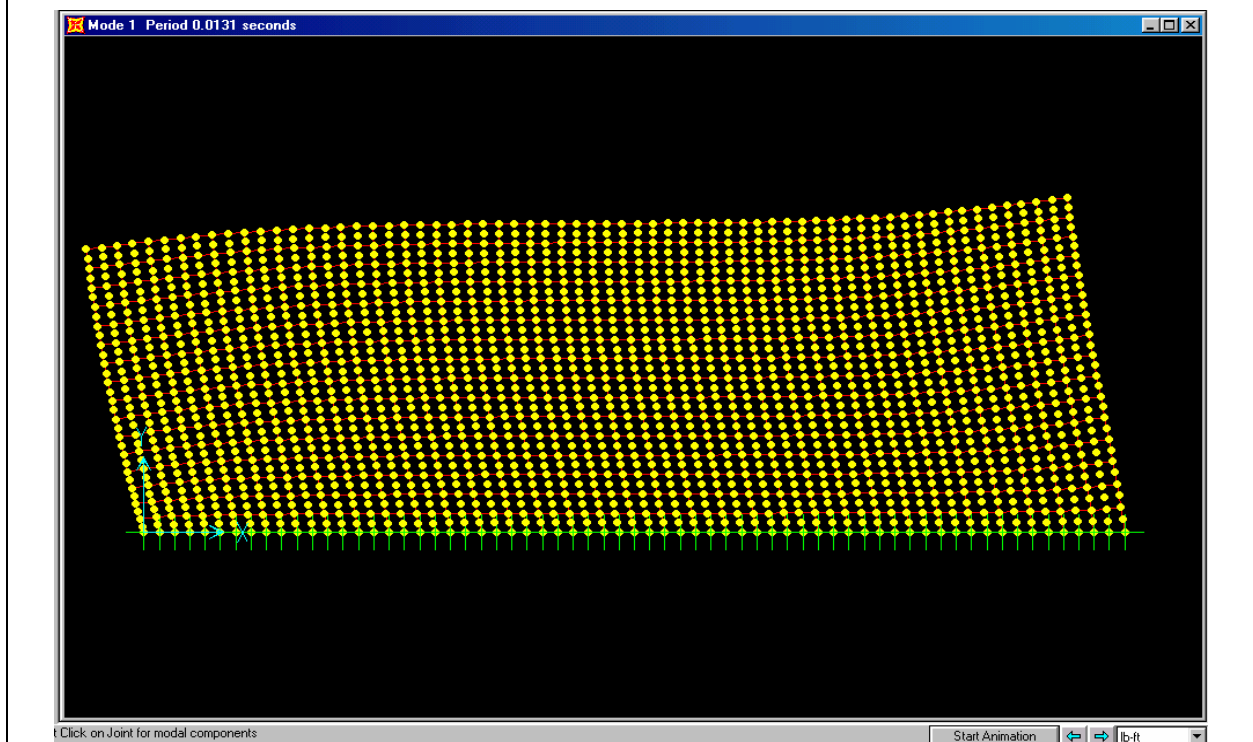 Mode 1 Period 0.0131 seconds
Y
X
t Click on Joint for modal components
Start Animation
lb-ft